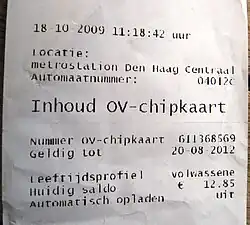 18-10-2009 11:18:42 uur
Locatie:
metrostation Den Haag Centraal
Automaatnummer: 04012c
Inhoud OV-chipkaart
Nummer OV-chipkaart 611368569
Geldig tot 20-08-2012
Leeftijdsprofiel volwassene
Huidig saldo € 12.85
Automatisch opladen uit